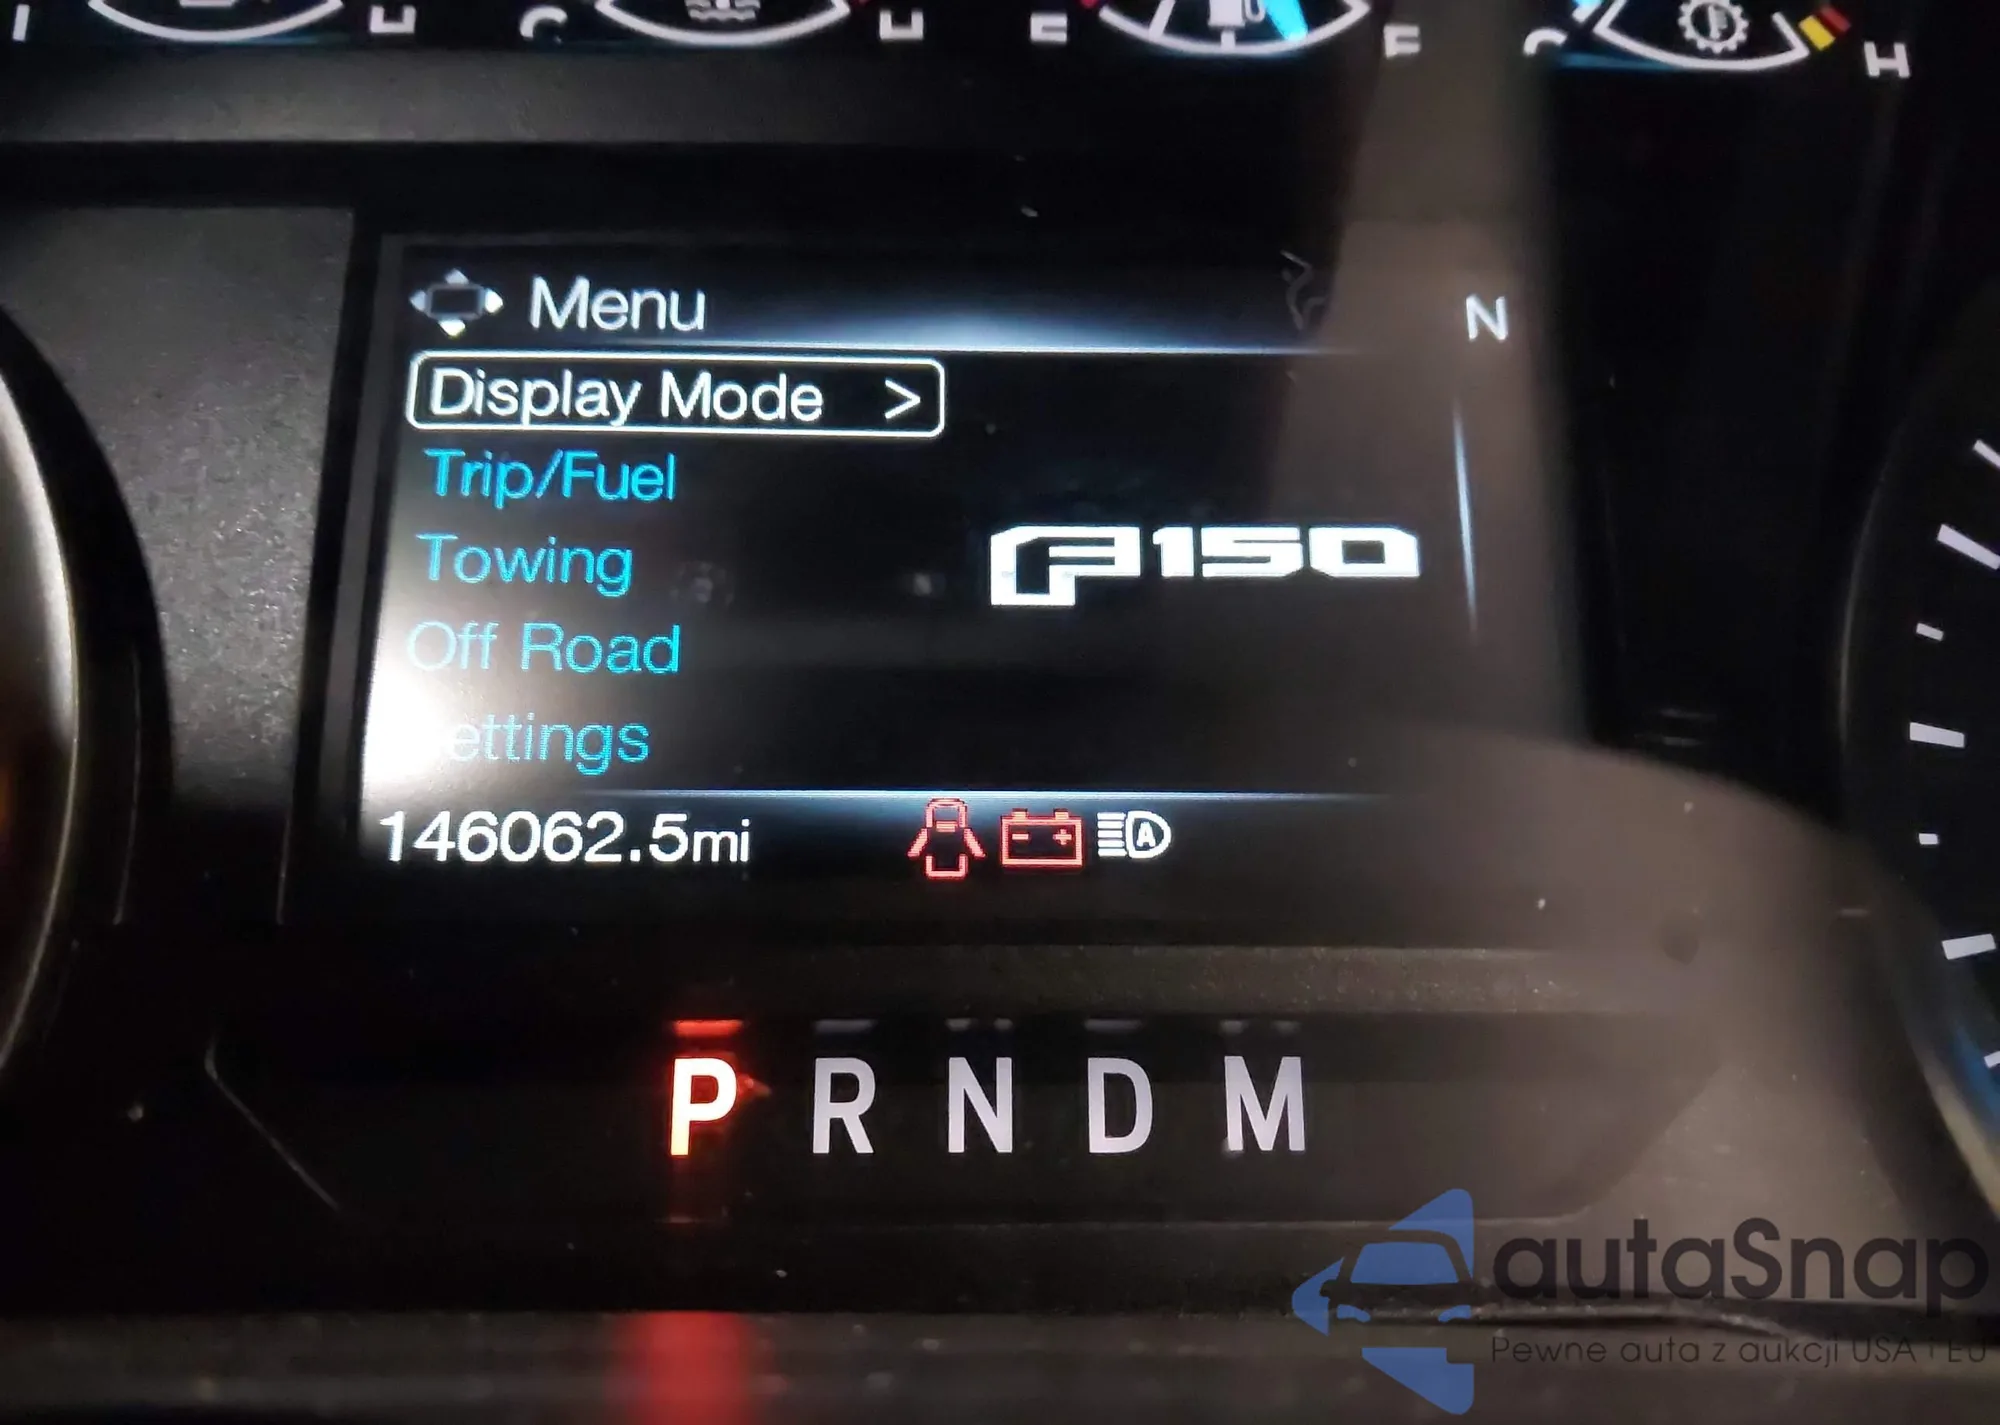 H C H E F C H
Menu N
Display Mode >
Trip/Fuel
Towing
F150
Off Road
ettings
146062.5mi
A
P R N D M
autaSnap
Pewne auta z aukcji USA i EU